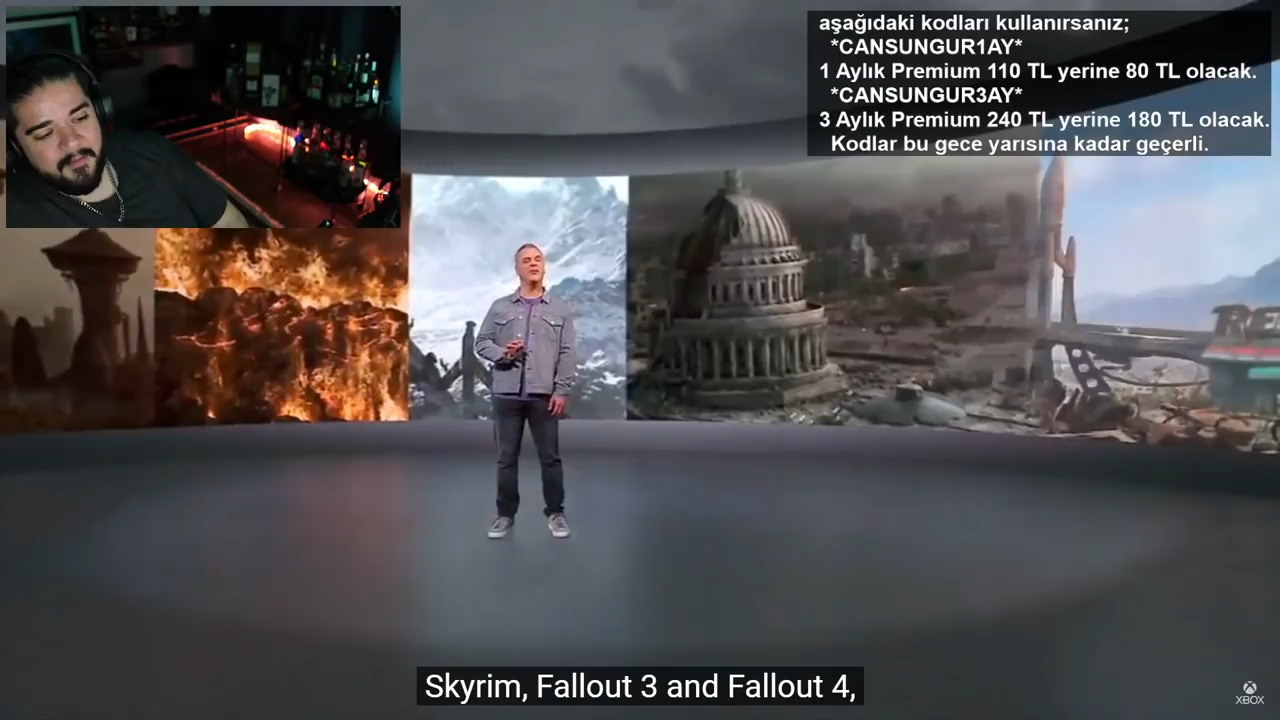 aşağıdaki kodları kullanırsanız;
*CANSUNGUR1AY*
1 Aylık Premium 110 TL yerine 80 TL olacak.
*CANSUNGUR3AY*
3 Aylık Premium 240 TL yerine 180 TL olacak.
Kodlar bu gece yarısına kadar geçerli.
RE
Skyrim, Fallout 3 and Fallout 4,
XBOX